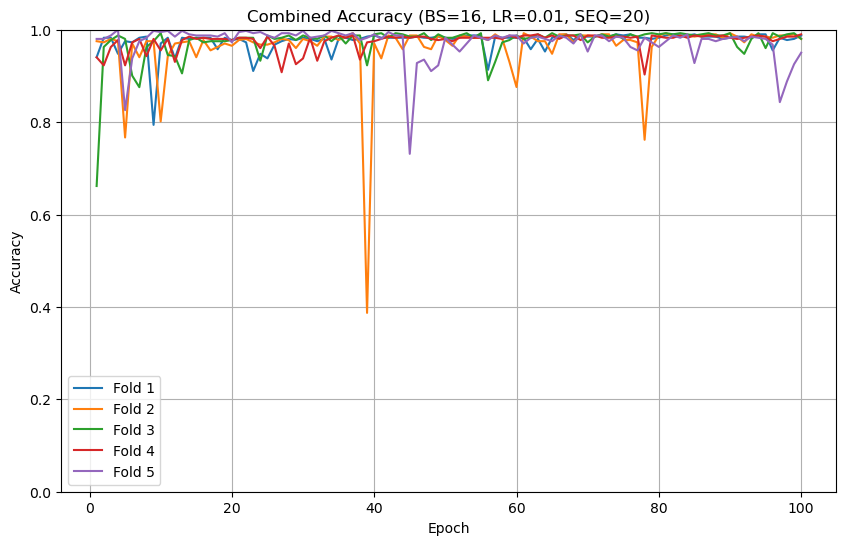 Combined Accuracy (BS=16, LR=0.01, SEQ=20)
1.0
0.8
0.6
0.4
0.2
0.0
Accuracy
Fold 1
Fold 2
Fold 3
Fold 4
Fold 5
0 20 40 60 80 100
Epoch